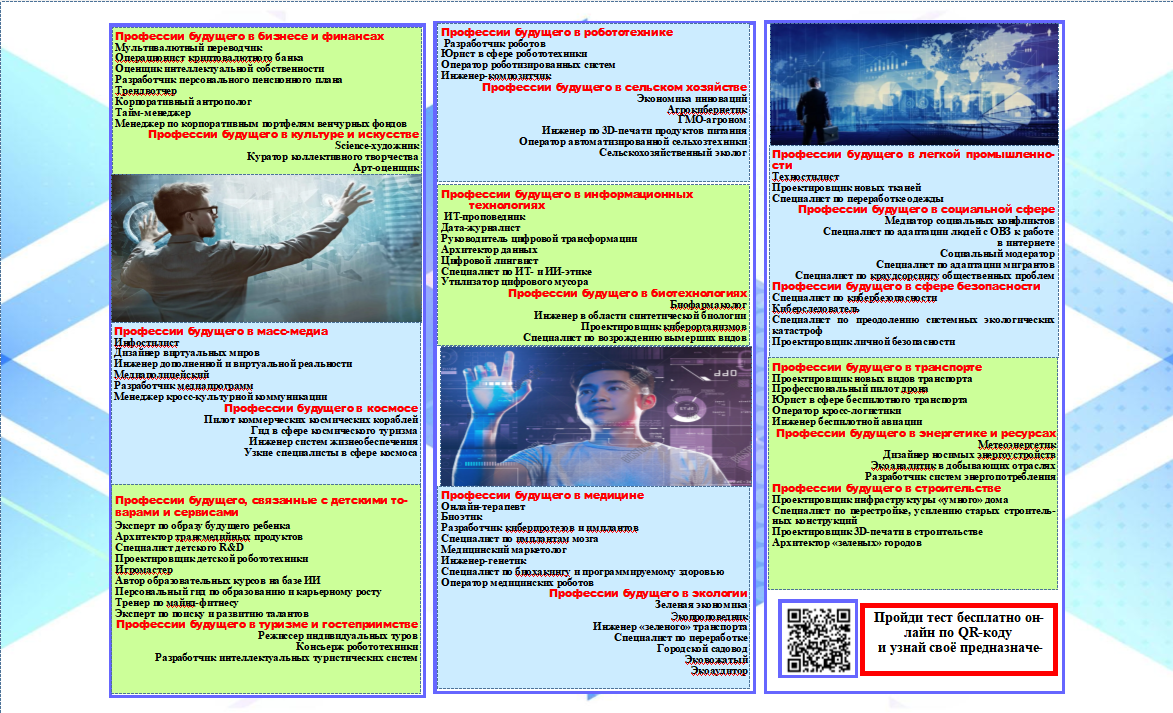 Профессии будущего в бизнесе и финансах
Мультивалютный переводчик
Операционист криптовалютного банка
Оценщик интеллектуальной собственности
Разработчик персонального пенсионного плана
Трендвотчер
Корпоративный антрополог
Тайм-менеджер
Менеджер по корпоративным портфелям венчурных фондов
Профессии будущего в культуре и искусстве
Science-художник
Куратор коллективного творчества
Арт-оценщик
Профессии будущего в масс-медиа
Инфостилист
Дизайнер виртуальных миров
Инженер дополненной и виртуальной реальности
Медиаполицейский
Разработчик медиапрограмм
Менеджер кросс-культурной коммуникации
Профессии будущего в космосе
Пилот коммерческих космических кораблей
Гид в сфере космического туризма
Инженер систем жизнеобеспечения
Узкие специалисты в сфере космоса
Профессии будущего, связанные с детскими то-
варами и сервисами
Эксперт по образу будущего ребенка
Архитектор трансмедийных продуктов
Специалист детского R&D
Проектировщик детской робототехники
Игромастер
Автор образовательных курсов на базе ИИ
Персональный гид по образованию и карьерному росту
Тренер по майнд-фитнесу
Эксперт по поиску и развитию талантов
Профессии будущего в туризме и гостеприимстве
Режиссер индивидуальных туров
Консьерж робототехники
Разработчик интеллектуальных туристических систем
Профессии будущего в робототехнике
Разработчик роботов
Юрист в сфере робототехники
Оператор роботизированных систем
Инженер-композитчик
Профессии будущего в сельском хозяйстве
Экономика инноваций
Агрокибернетик
ГМО-агроном
Инженер по 3D-печати продуктов питания
Оператор автоматизированной сельхозтехники
Сельскохозяйственный эколог
Профессии будущего в информационных
технологиях
ИТ-проповедник
Дата-журналист
Руководитель цифровой трансформации
Архитектор данных
Цифровой лингвист
Специалист по ИТ- и ИИ-этике
Утилизатор цифрового мусора
Профессии будущего в биотехнологиях
Биофармаколог
Инженер в области синтетической биологии
Проектировщик киберорганизмов
Специалист по возрождению вымерших видов
Профессии будущего в медицине
Онлайн-терапевт
Биоэтик
Разработчик киберпротезов и имплантов
Специалист по имплантам мозга
Медицинский маркетолог
Инженер-генетик
Специалист по биохакингу и программируемому здоровью
Оператор медицинских роботов
Профессии будущего в экологии
Зеленая экономика
Экопроповедник
Инженер «зеленого» транспорта
Специалист по переработке
Городской садовод
Эковожатый
Экоаудитор
Профессии будущего в легкой промышленно-
сти
Техностилист
Проектировщик новых тканей
Специалист по переработке одежды
Профессии будущего в социальной сфере
Медиатор социальных конфликтов
Специалист по адаптации людей с ОВЗ к работе
в интернете
Социальный модератор
Специалист по адаптации мигрантов
Специалист по краудсорсингу общественных проблем
Профессии будущего в сфере безопасности
Специалист по кибербезопасности
Киберследователь
Специалист по преодолению системных экологических
катастроф
Проектировщик личной безопасности
Профессии будущего в транспорте
Проектировщик новых видов транспорта
Профессиональный пилот дрона
Юрист в сфере беспилотного транспорта
Оператор кросс-логистики
Инженер беспилотной авиации
Профессии будущего в энергетике и ресурсах
Метеоэнергетик
Дизайнер носимых энергоустройств
Экоаналитик в добывающих отраслях
Разработчик систем энергопотребления
Профессии будущего в строительстве
Проектировщик инфраструктуры «умного» дома
Специалист по перестройке, усилению старых строитель-
ных конструкций
Проектировщик 3D-печати в строительстве
Архитектор «зеленых» городов
Пройди тест бесплатно он-
лайн по QR-коду
и узнай своё предназначе-